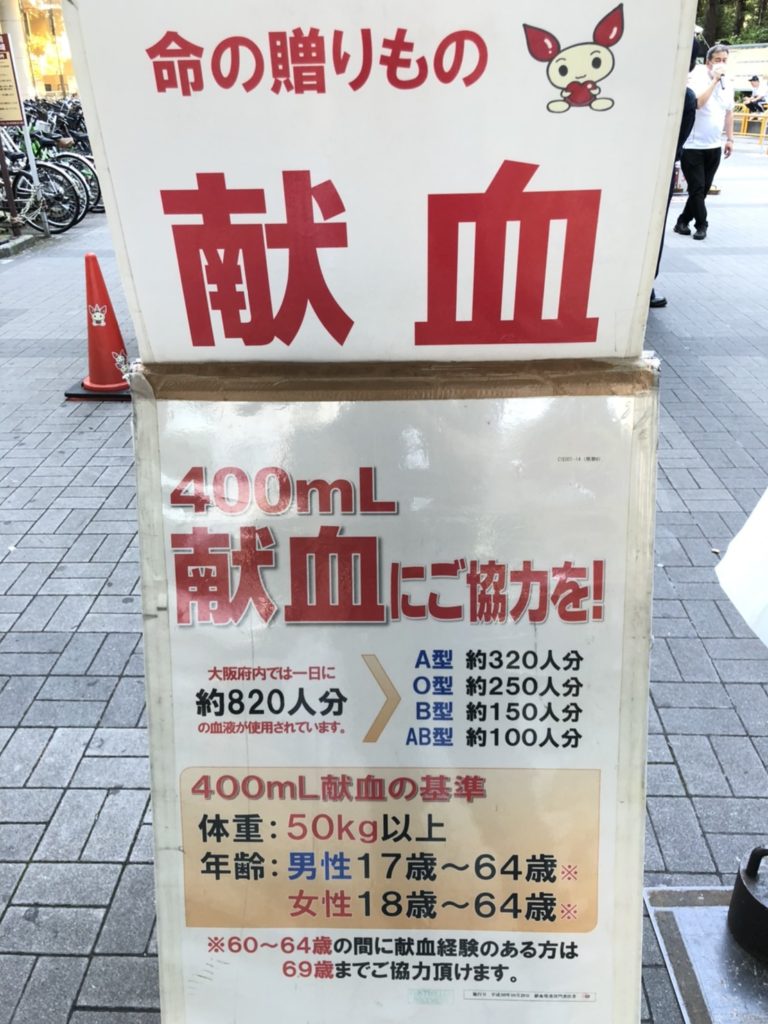 命の贈りもの
献血
400mL
献血にご協力を!
大阪府内では一日に
約820人分
の血液が使用されています。
A型 約320人分
O型 約250人分
B型 約150人分
AB型 約100人分
400mL献血の基準
体重:50kg以上
年齢:男性17歳～64歳※
女性18歳～64歳※
※60～64歳の間に献血経験のある方は
69歳までご協力頂けます。